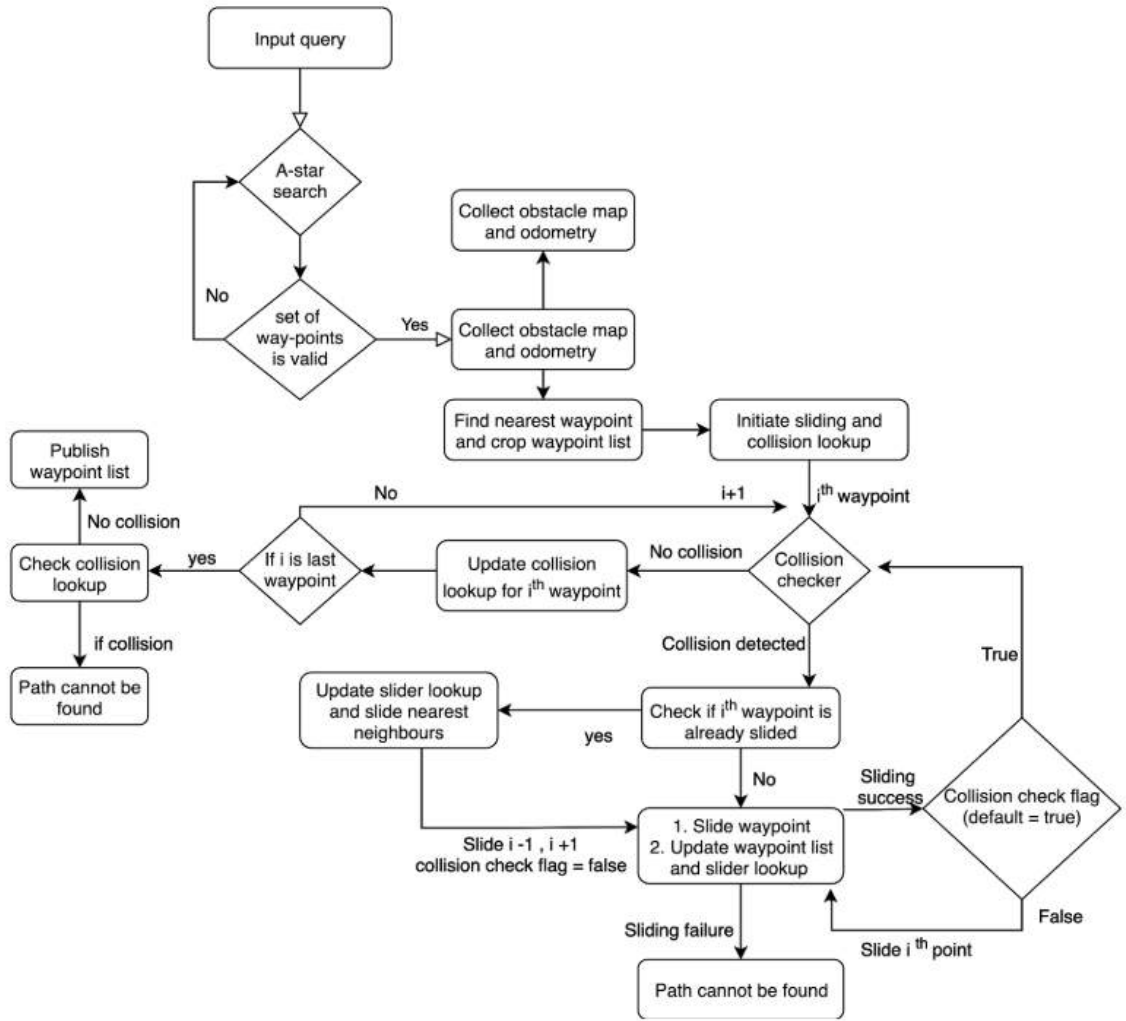 Input query
A-star
search
No
set of
way-points
is valid
Yes
Collect obstacle map
and odometry
Collect obstacle map
and odometry
Find nearest waypoint
and crop waypoint list
Initiate sliding and
collision lookup
i th waypoint
Publish
waypoint list
No collision
Check collision
lookup
if collision
Path cannot be
found
yes
If i is last
waypoint
No
i+1
Update collision
lookup for i th waypoint
No collision
Collision
checker
Collision detected
Check if i th waypoint is
already slided
yes
Update slider lookup
and slide nearest
neighbours
Slide i -1 , i +1
collision check flag = false
No
1. Slide waypoint
2. Update waypoint list
and slider lookup
Sliding
success
Collision check flag
(default = true)
True
False
Slide i th point
Sliding failure
Path cannot be found